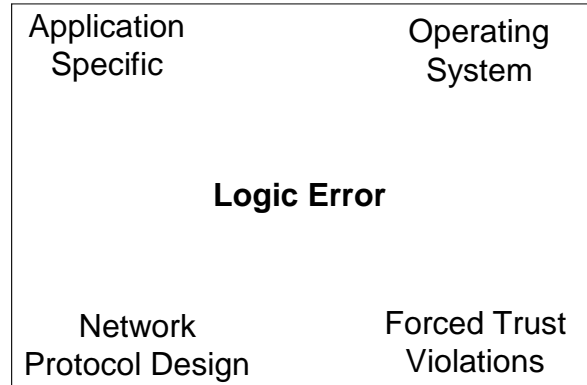 Application
Specific
Operating
System
Logic Error
Network
Protocol Design
Forced Trust
Violations